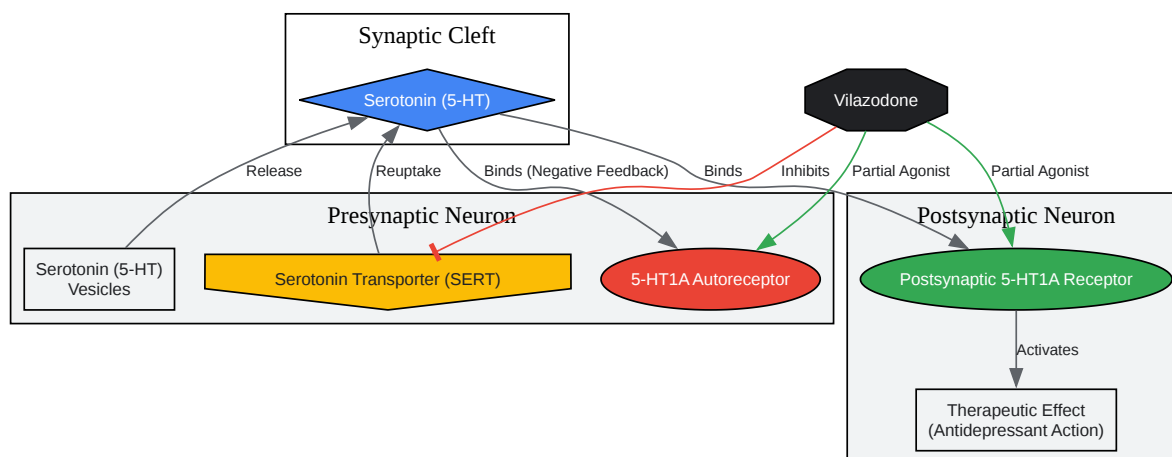 Synaptic Cleft
Serotonin (5-HT)
Vilazodone
Release
Reuptake
Binds (Negative Feedback)
Binds
Inhibits
Partial Agonist
Partial Agonist
Presynaptic Neuron
Postsynaptic Neuron
Serotonin (5-HT)
Vesicles
Serotonin Transporter (SERT)
5-HT1A Autoreceptor
Postsynaptic 5-HT1A Receptor
Activates
Therapeutic Effect
(Antidepressant Action)